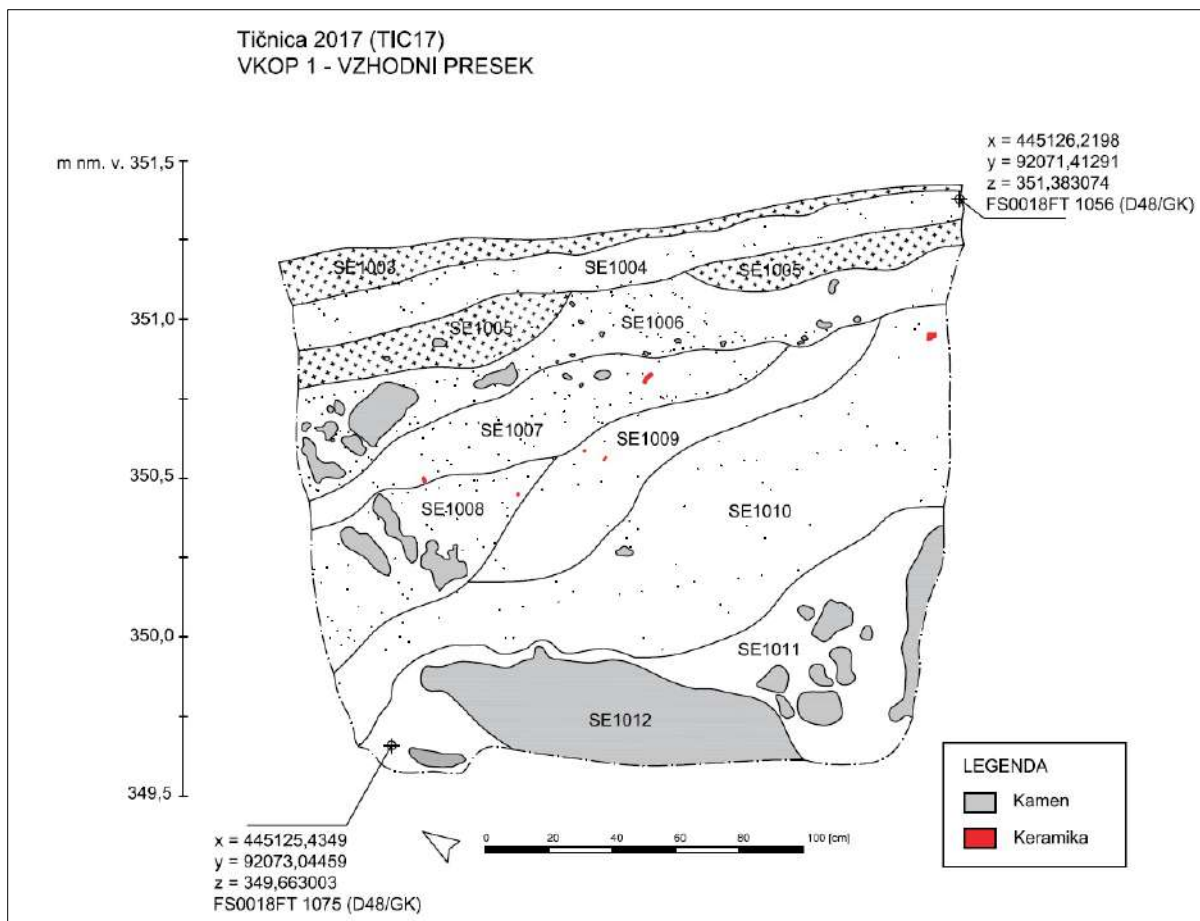 Tičnica 2017 (TIC17)
VKOP 1 - VZHODNI PRESEK
m nm. v. 351,5
x = 445126,2198
y = 92071,41291
z = 351,383074
FS0018FT 1056 (D48/GK)
SE1003
SE1004
SE1005
351,0
SE1005
SE1006
SE1007
SE1009
350,5
SE1008
SE1010
350,0
SE1011
SE1012
349,5
LEGENDA
Kamen
Keramika
x = 445125,4349
y = 92073,04459
z = 349,663003
FS0018FT 1075 (D48/GK)
0 20 40 60 80 100 [cm]